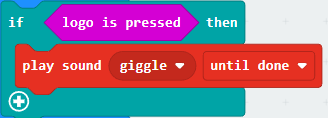 if logo is pressed then
play sound giggle until done